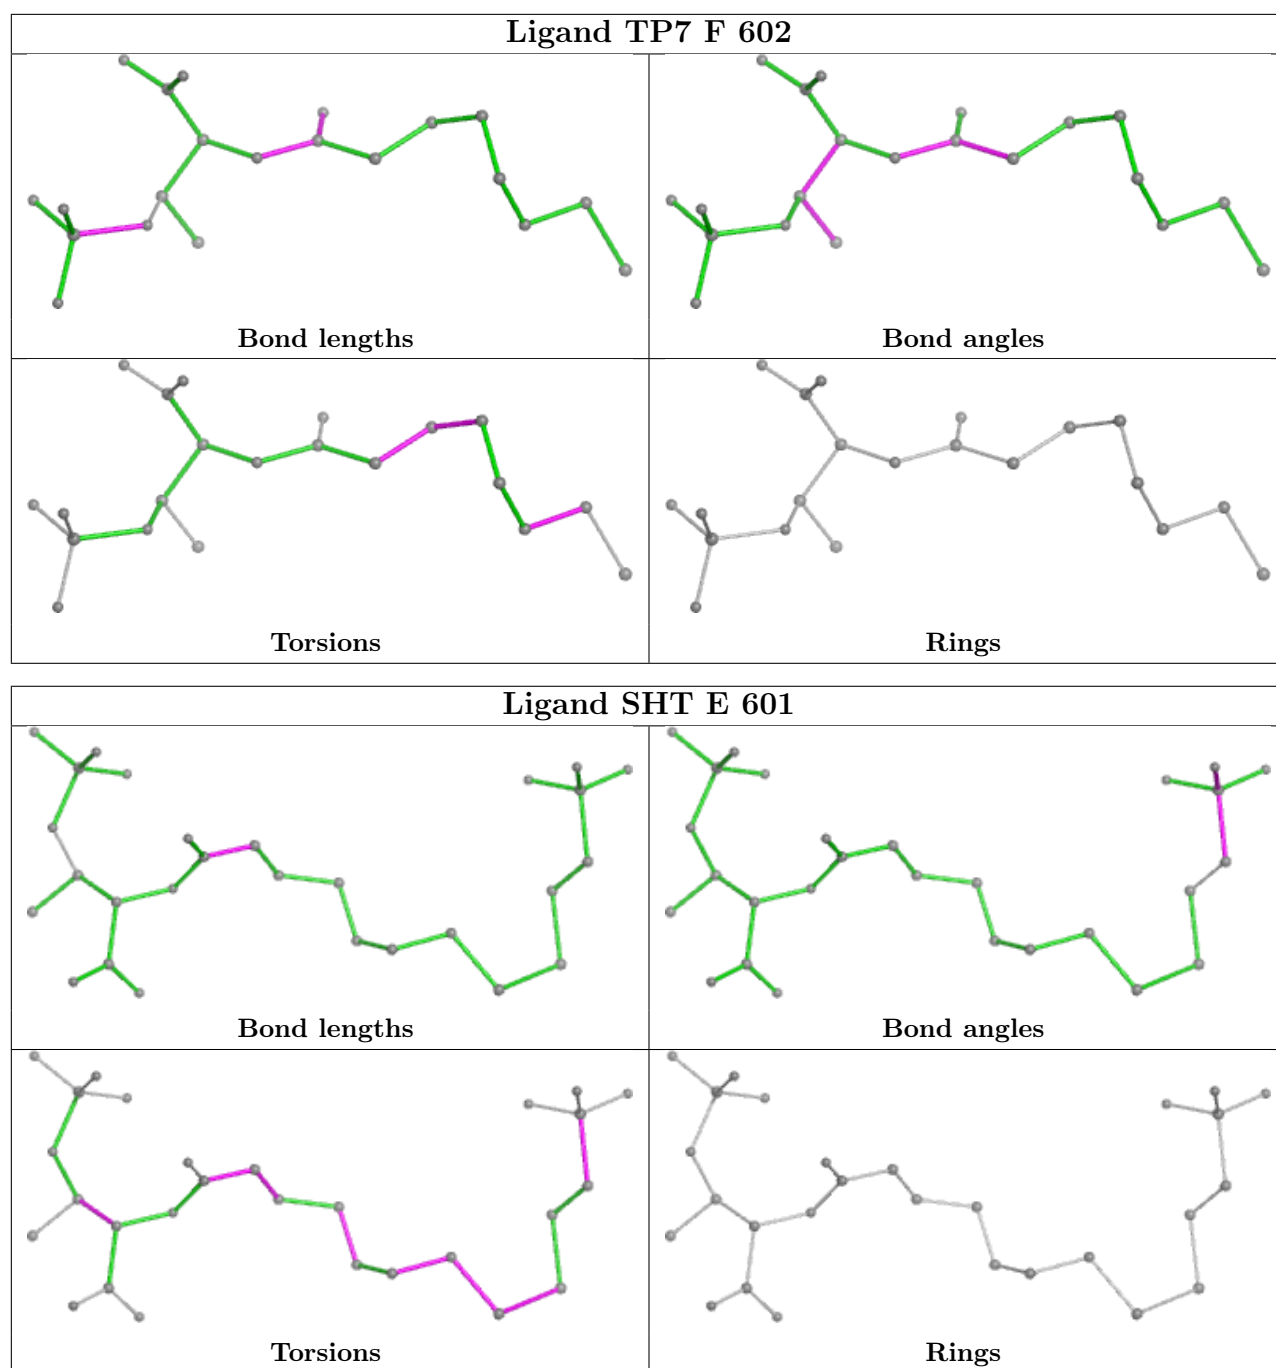 Ligand TP7 F 602
Bond lengths
Bond angles
Torsions
Rings
Ligand SHT E 601
Bond lengths
Bond angles
Torsions
Rings